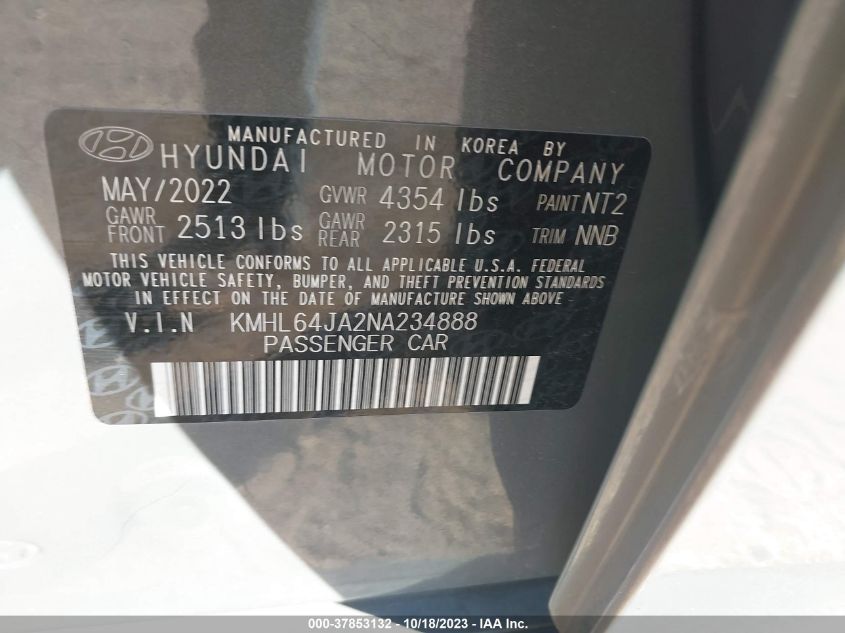 MANUFACTURED IN KOREA BY
HYUNDAI MOTOR COMPANY
MAY/2022 GVWR 4354 lbs PAINT NT2
GAWR FRONT 2513 lbs GAWR REAR 2315 lbs TRIM NNB
THIS VEHICLE CONFORMS TO ALL APPLICABLE U.S.A. FEDERAL
MOTOR VEHICLE SAFETY, BUMPER, AND THEFT PREVENTION STANDARDS
IN EFFECT ON THE DATE OF MANUFACTURE SHOWN ABOVE
V.I.N KMHL64JA2NA234888
PASSENGER CAR
000-37853132 - 10/18/2023 - IAA Inc.